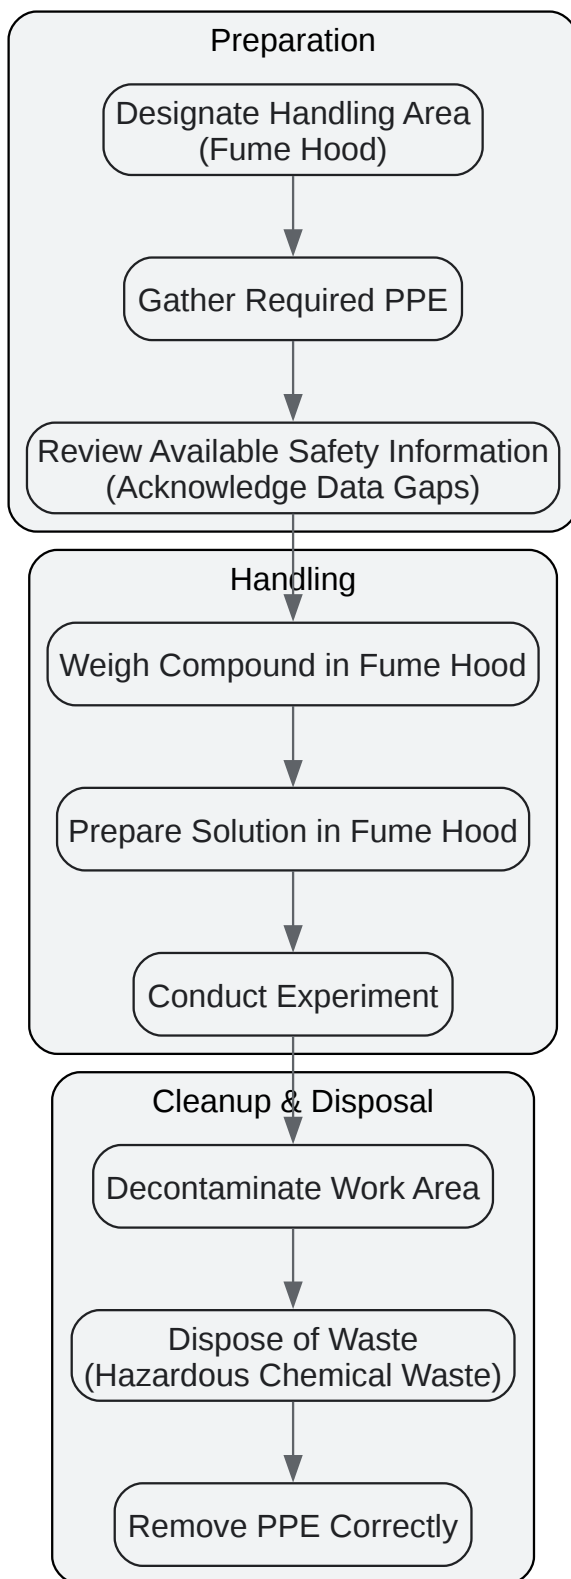 Preparation
Designate Handling Area
(Fume Hood)
Gather Required PPE
Review Available Safety Information
(Acknowledge Data Gaps)
Handling
Weigh Compound in Fume Hood
Prepare Solution in Fume Hood
Conduct Experiment
Cleanup & Disposal
Decontaminate Work Area
Dispose of Waste
(Hazardous Chemical Waste)
Remove PPE Correctly